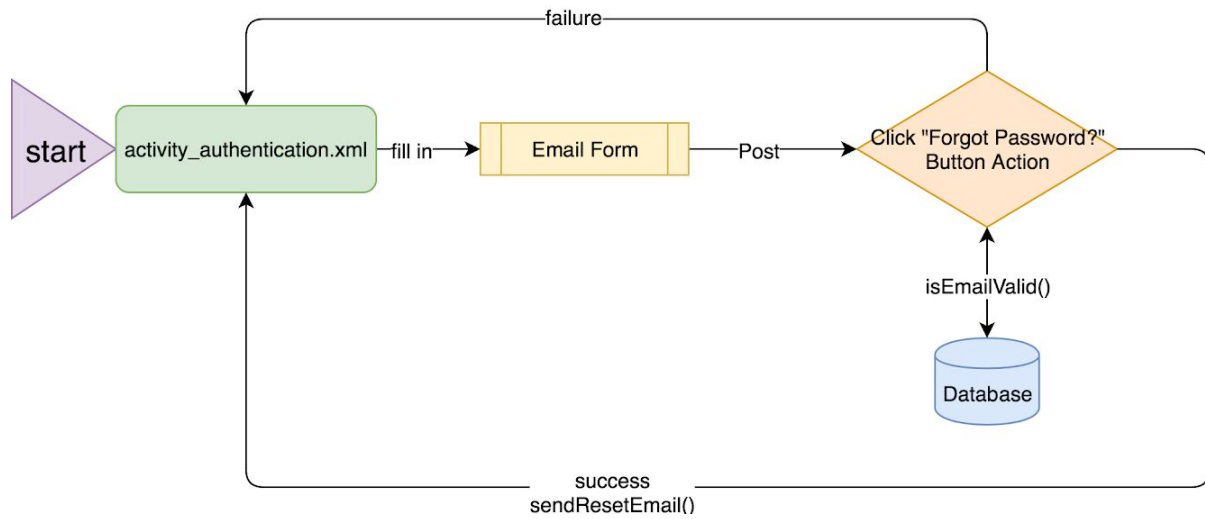 failure
start
activity_authentication.xml
fill in
Email Form
Post
Click "Forgot Password?"
Button Action
isEmailValid()
Database
success
sendResetEmail()